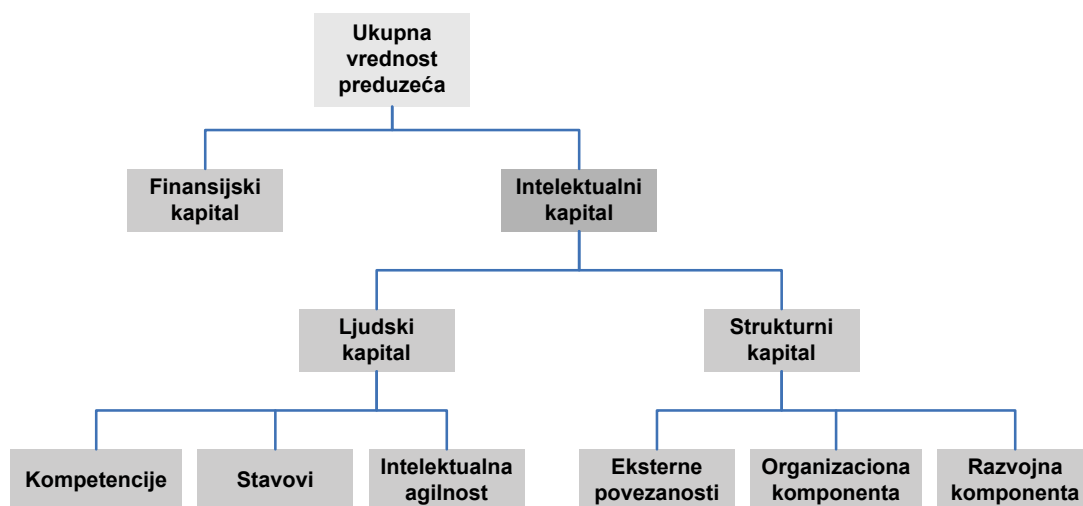 Ukupna
vrednost
preduzeća
Finansijski
kapital
Intelektualni
kapital
Ljudski
kapital
Strukturni
kapital
Kompetencije
Stavovi
Intelektualna
agilnost
Eksterne
povezanosti
Organizaciona
komponenta
Razvojna
komponenta